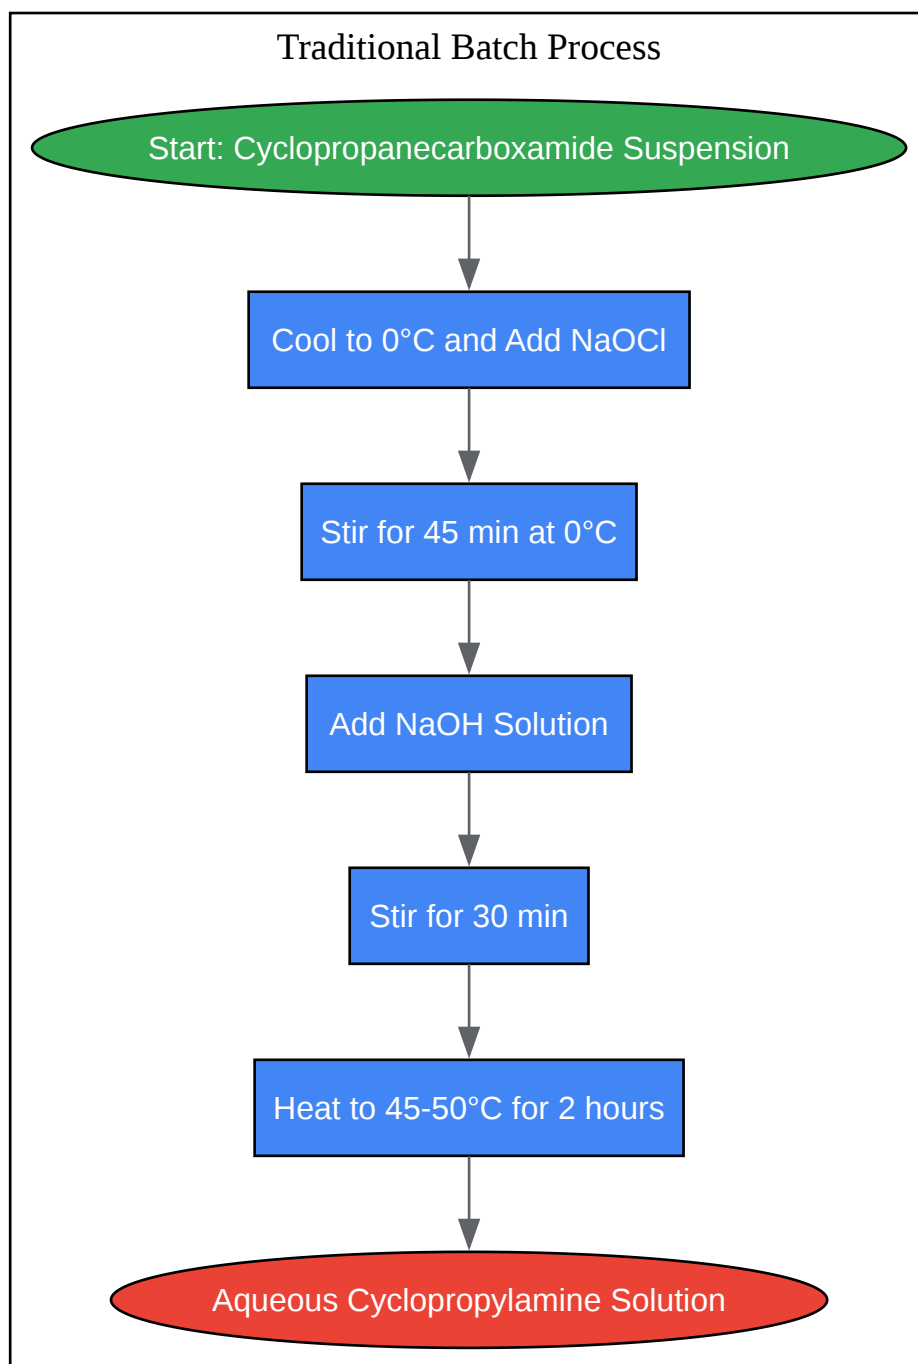 Traditional Batch Process
Start: Cyclopropanecarboxamide Suspension
Cool to 0°C and Add NaOCl
Stir for 45 min at 0°C
Add NaOH Solution
Stir for 30 min
Heat to 45-50°C for 2 hours
Aqueous Cyclopropylamine Solution